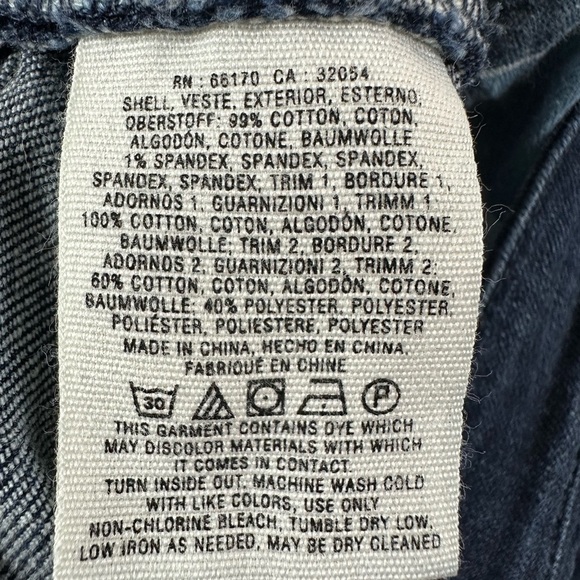 RN : 66170 CA : 32054
SHELL, VESTE, EXTERIOR, ESTERNO,
OBERSTOFF: 99% COTTON, COTON,
ALGODÓN, COTONE, BAUMWOLLE
1% SPANDEX, SPANDEX, SPANDEX,
SPANDEX, SPANDEX, TRIM 1, BORDURE 1,
ADORNOS 1, GUARNIZIONI 1, TRIMM 1:
100% COTTON, COTON, ALGODÓN, COTONE,
BAUMWOLLE; TRIM 2, BORDURE 2,
ADORNOS 2, GUARNIZIONI 2, TRIMM 2:
60% COTTON, COTON, ALGODÓN, COTONE,
BAUMWOLLE: 40% POLYESTER, POLYESTER,
POLIÉSTER, POLIESTERE, POLYESTER
MADE IN CHINA, HECHO EN CHINA,
FABRIQUÉ EN CHINE
30 P
THIS GARMENT CONTAINS DYE WHICH
MAY DISCOLOR MATERIALS WITH WHICH
IT COMES IN CONTACT.
TURN INSIDE OUT. MACHINE WASH COLD
WITH LIKE COLORS, USE ONLY
NON-CHLORINE BLEACH, TUMBLE DRY LOW,
LOW IRON AS NEEDED, MAY BE DRY CLEANED